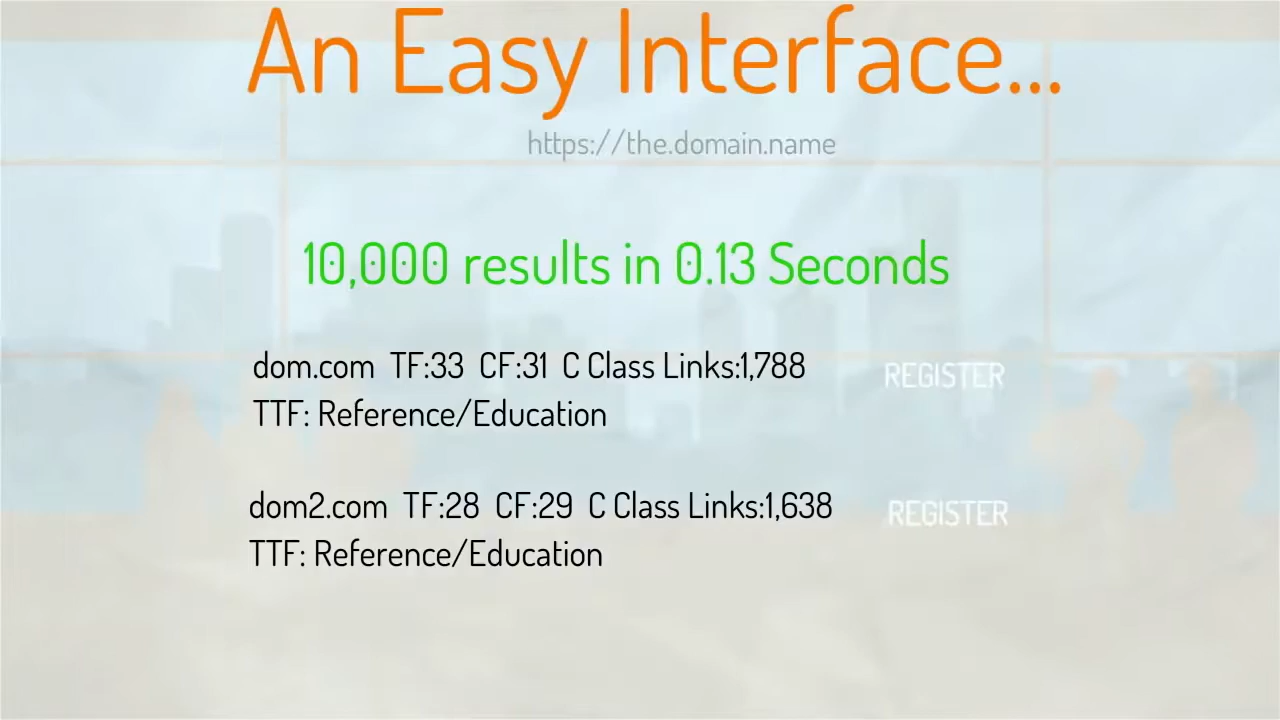 An Easy Interface...
https://the.domain.name
10,000 results in 0.13 Seconds
dom.com TF:33 CF:31 C Class Links:1,788 REGISTER
TTF: Reference/Education
dom2.com TF:28 CF:29 C Class Links:1,638 REGISTER
TTF: Reference/Education